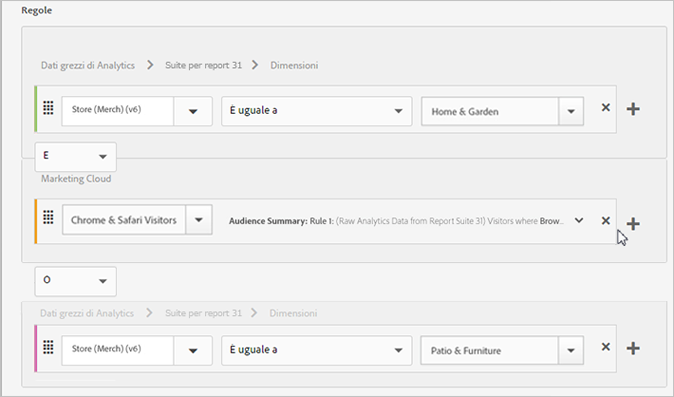 Regole
Dati grezzi di Analytics > Suite per report 31 > Dimensioni
Store (Merch) (v6) È uguale a Home & Garden
E
Marketing Cloud
Chrome & Safari Visitors Audience Summary: Rule 1: (Raw Analytics Data from Report Suite 31) Visitors where Brow...
O
Dati grezzi di Analytics > Suite per report 31 > Dimensioni
Store (Merch) (v6) È uguale a Patio & Furniture